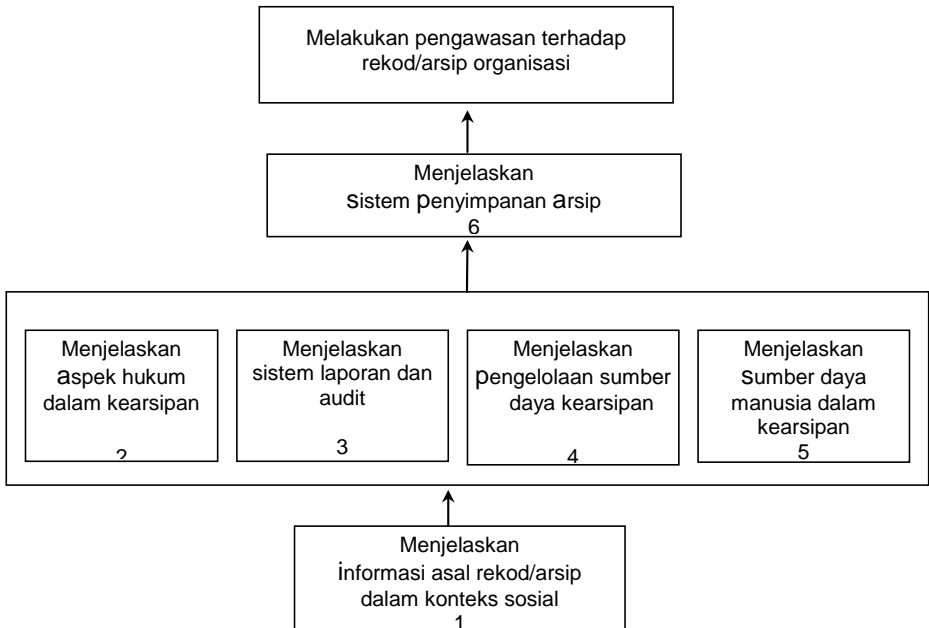 Melakukan pengawasan terhadap
rekod/arsip organisasi
Menjelaskan
sistem penyimpanan arsip
6
Menjelaskan
aspek hukum
dalam kearsipan
2
Menjelaskan
sistem laporan dan
audit
3
Menjelaskan
pengelolaan sumber
daya kearsipan
4
Menjelaskan
sumber daya
manusia dalam
kearsipan
5
Menjelaskan
informasi asal rekod/arsip
dalam konteks sosial
1